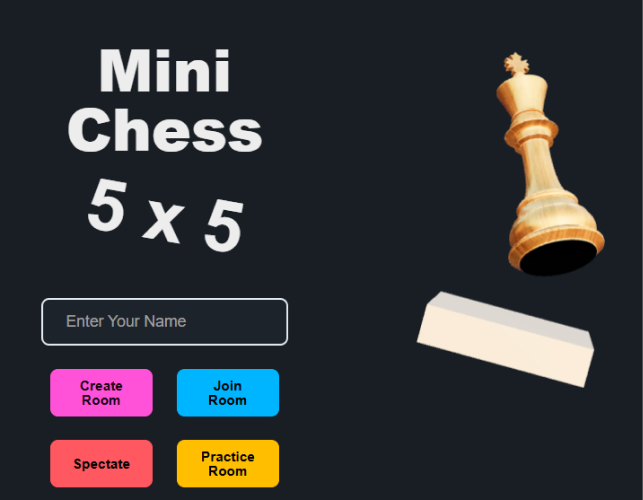 Mini
Chess
5 x 5
Enter Your Name
Create
Room
Join
Room
Spectate
Practice
Room